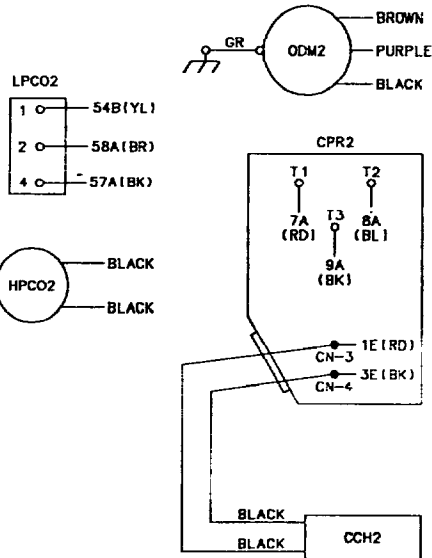 BROWN
GR
ODM2
PURPLE
BLACK
LPCO2
1 54B(YL)
2 58A(BR)
4 57A(BK)
CPR2
T1 T2
7A T3 8A
(RD) (BL)
9A
(BK)
HPCO2
BLACK
BLACK
1E(RD)
CN-3
3E(BK)
CN-4
BLACK
BLACK
CCH2